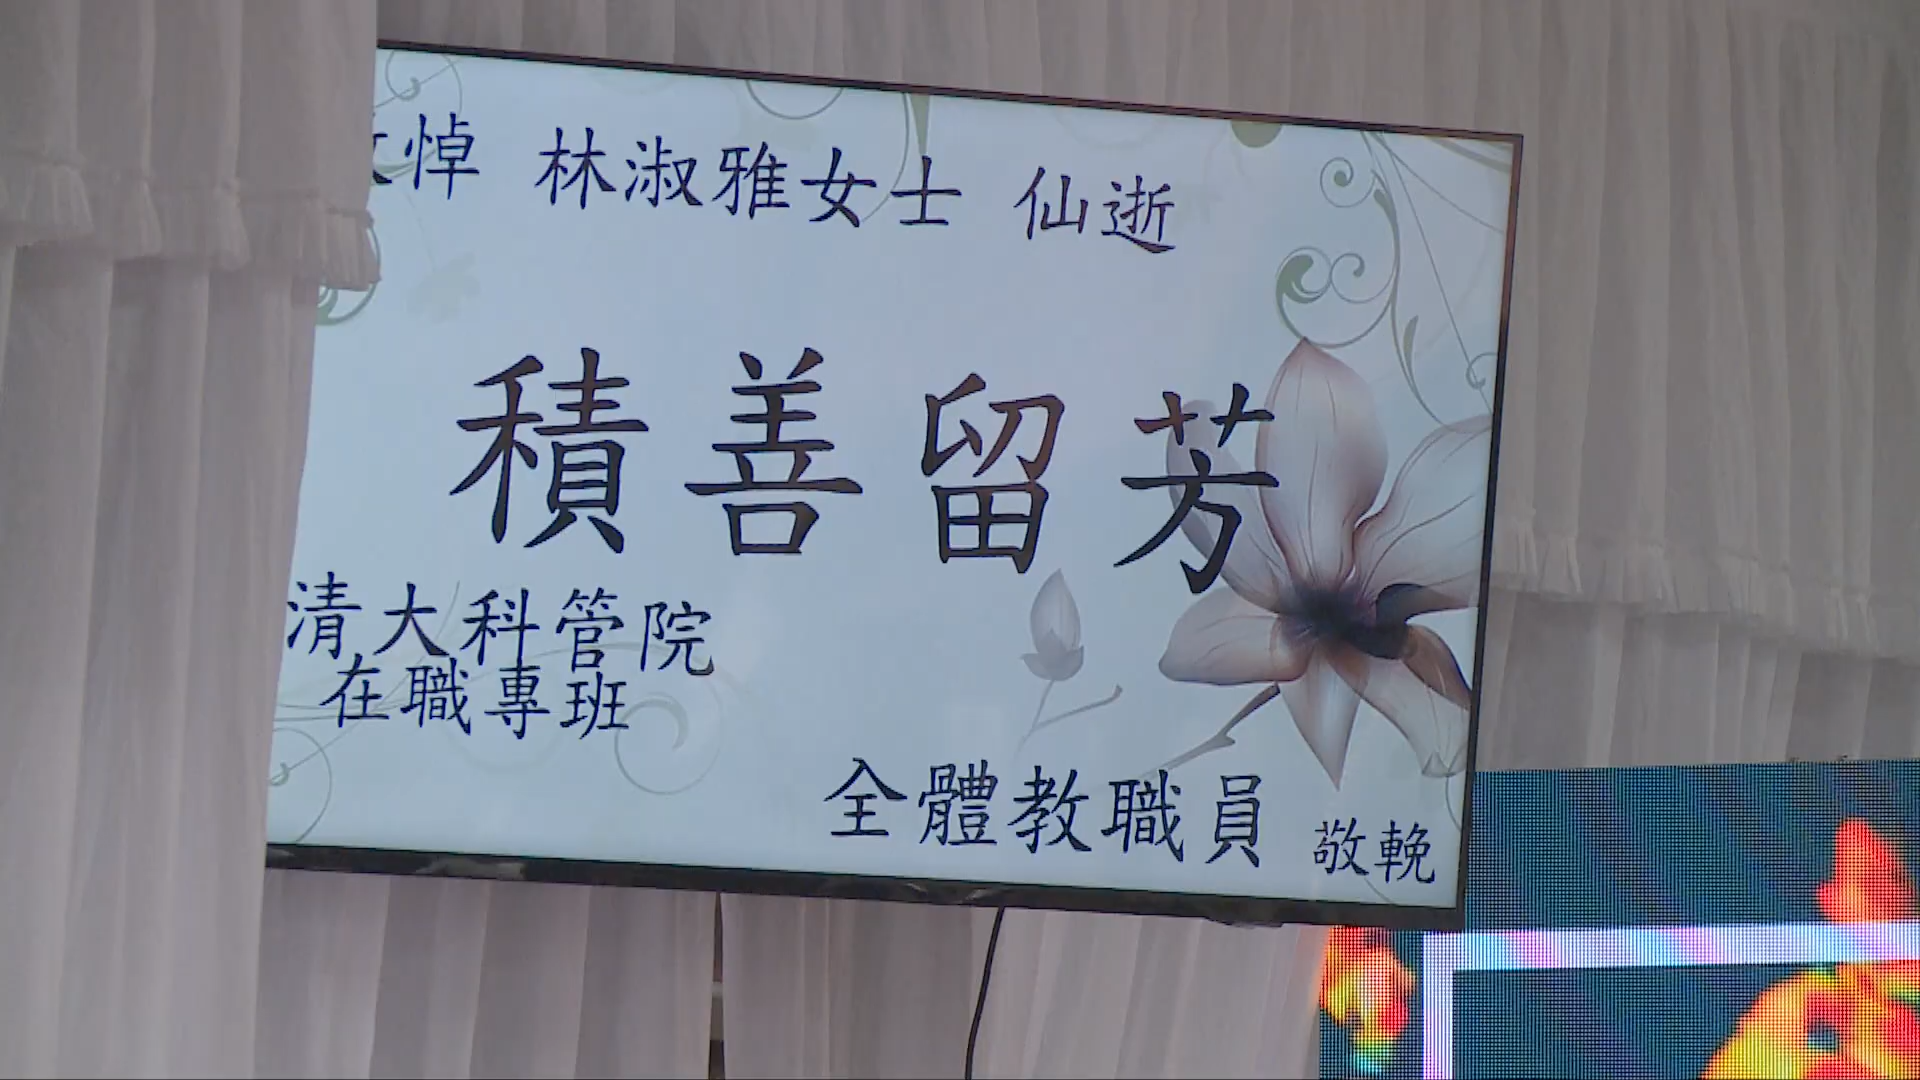 悼 林淑雅女士 仙逝
積善留芳
清大科管院
在職專班
全體教職員 敬輓